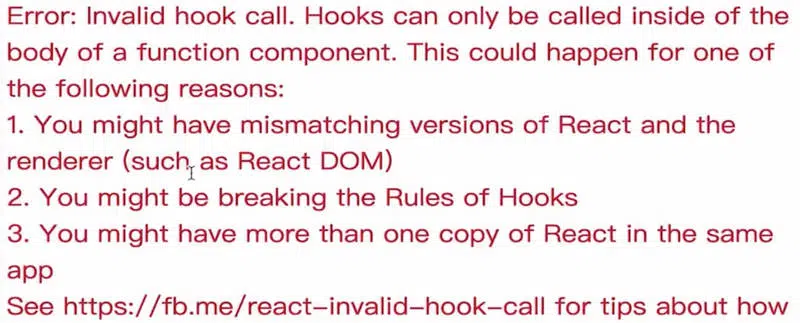 Error: Invalid hook call. Hooks can only be called inside of the
body of a function component. This could happen for one of
the following reasons:
1. You might have mismatching versions of React and the
renderer (such as React DOM)
2. You might be breaking the Rules of Hooks
3. You might have more than one copy of React in the same
app
See https://fb.me/react-invalid-hook-call for tips about how